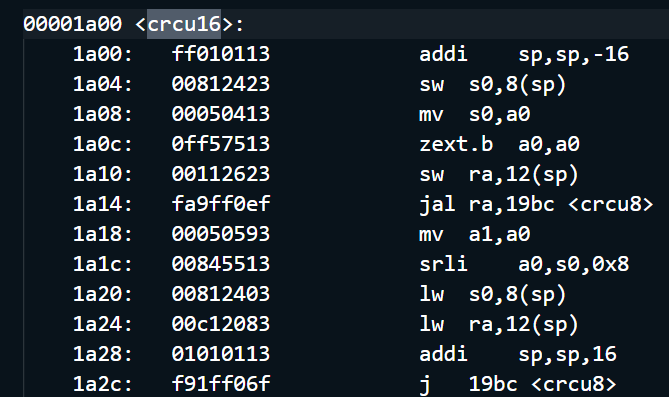 00001a00 <crcu16>:
1a00: ff010113 addi sp,sp,-16
1a04: 00812423 sw s0,8(sp)
1a08: 00050413 mv s0,a0
1a0c: 0ff57513 zext.b a0,a0
1a10: 00112623 sw ra,12(sp)
1a14: fa9ff0ef jal ra,19bc <crcu8>
1a18: 00050593 mv a1,a0
1a1c: 00845513 srli a0,s0,0x8
1a20: 00812403 lw s0,8(sp)
1a24: 00c12083 lw ra,12(sp)
1a28: 01010113 addi sp,sp,16
1a2c: f91ff06f j 19bc <crcu8>